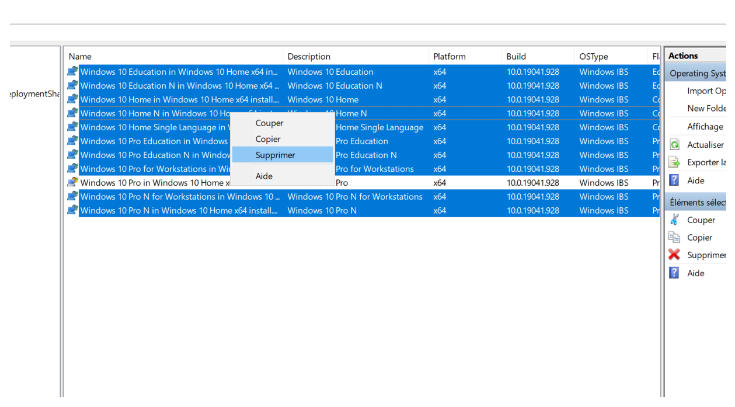 eploymentSha
Name Description Platform Build OSType Fl
Windows 10 Education in Windows 10 Home x64 in... Windows 10 Education x64 10.0.19041.928 Windows IBS Ec
Windows 10 Education N in Windows 10 Home x64 ... Windows 10 Education N x64 10.0.19041.928 Windows IBS Ec
Windows 10 Home in Windows 10 Home x64 install... Windows 10 Home x64 10.0.19041.928 Windows IBS Co
Windows 10 Home N in Windows 10 Ho Home N x64 10.0.19041.928 Windows IBS Co
Windows 10 Home Single Language in Home Single Language x64 10.0.19041.928 Windows IBS Co
Windows 10 Pro Education in Windows Pro Education x64 10.0.19041.928 Windows IBS Pr
Windows 10 Pro Education N in Window Pro Education N x64 10.0.19041.928 Windows IBS Pr
Windows 10 Pro for Workstations in Wi Pro for Workstations x64 10.0.19041.928 Windows IBS Pr
Windows 10 Pro in Windows 10 Home x Pro x64 10.0.19041.928 Windows IBS Pr
Windows 10 Pro N for Workstations in Windows 10 ... Windows 10 Pro N for Workstations x64 10.0.19041.928 Windows IBS Pr
Windows 10 Pro N in Windows 10 Home x64 install... Windows 10 Pro N x64 10.0.19041.928 Windows IBS Pr
Couper
Copier
Supprimer
Aide
Actions
Operating Syst
Import Op
New Folde
Affichage
Actualiser
Exporter la
Aide
Éléments sélec
Couper
Copier
Supprimer
Aide